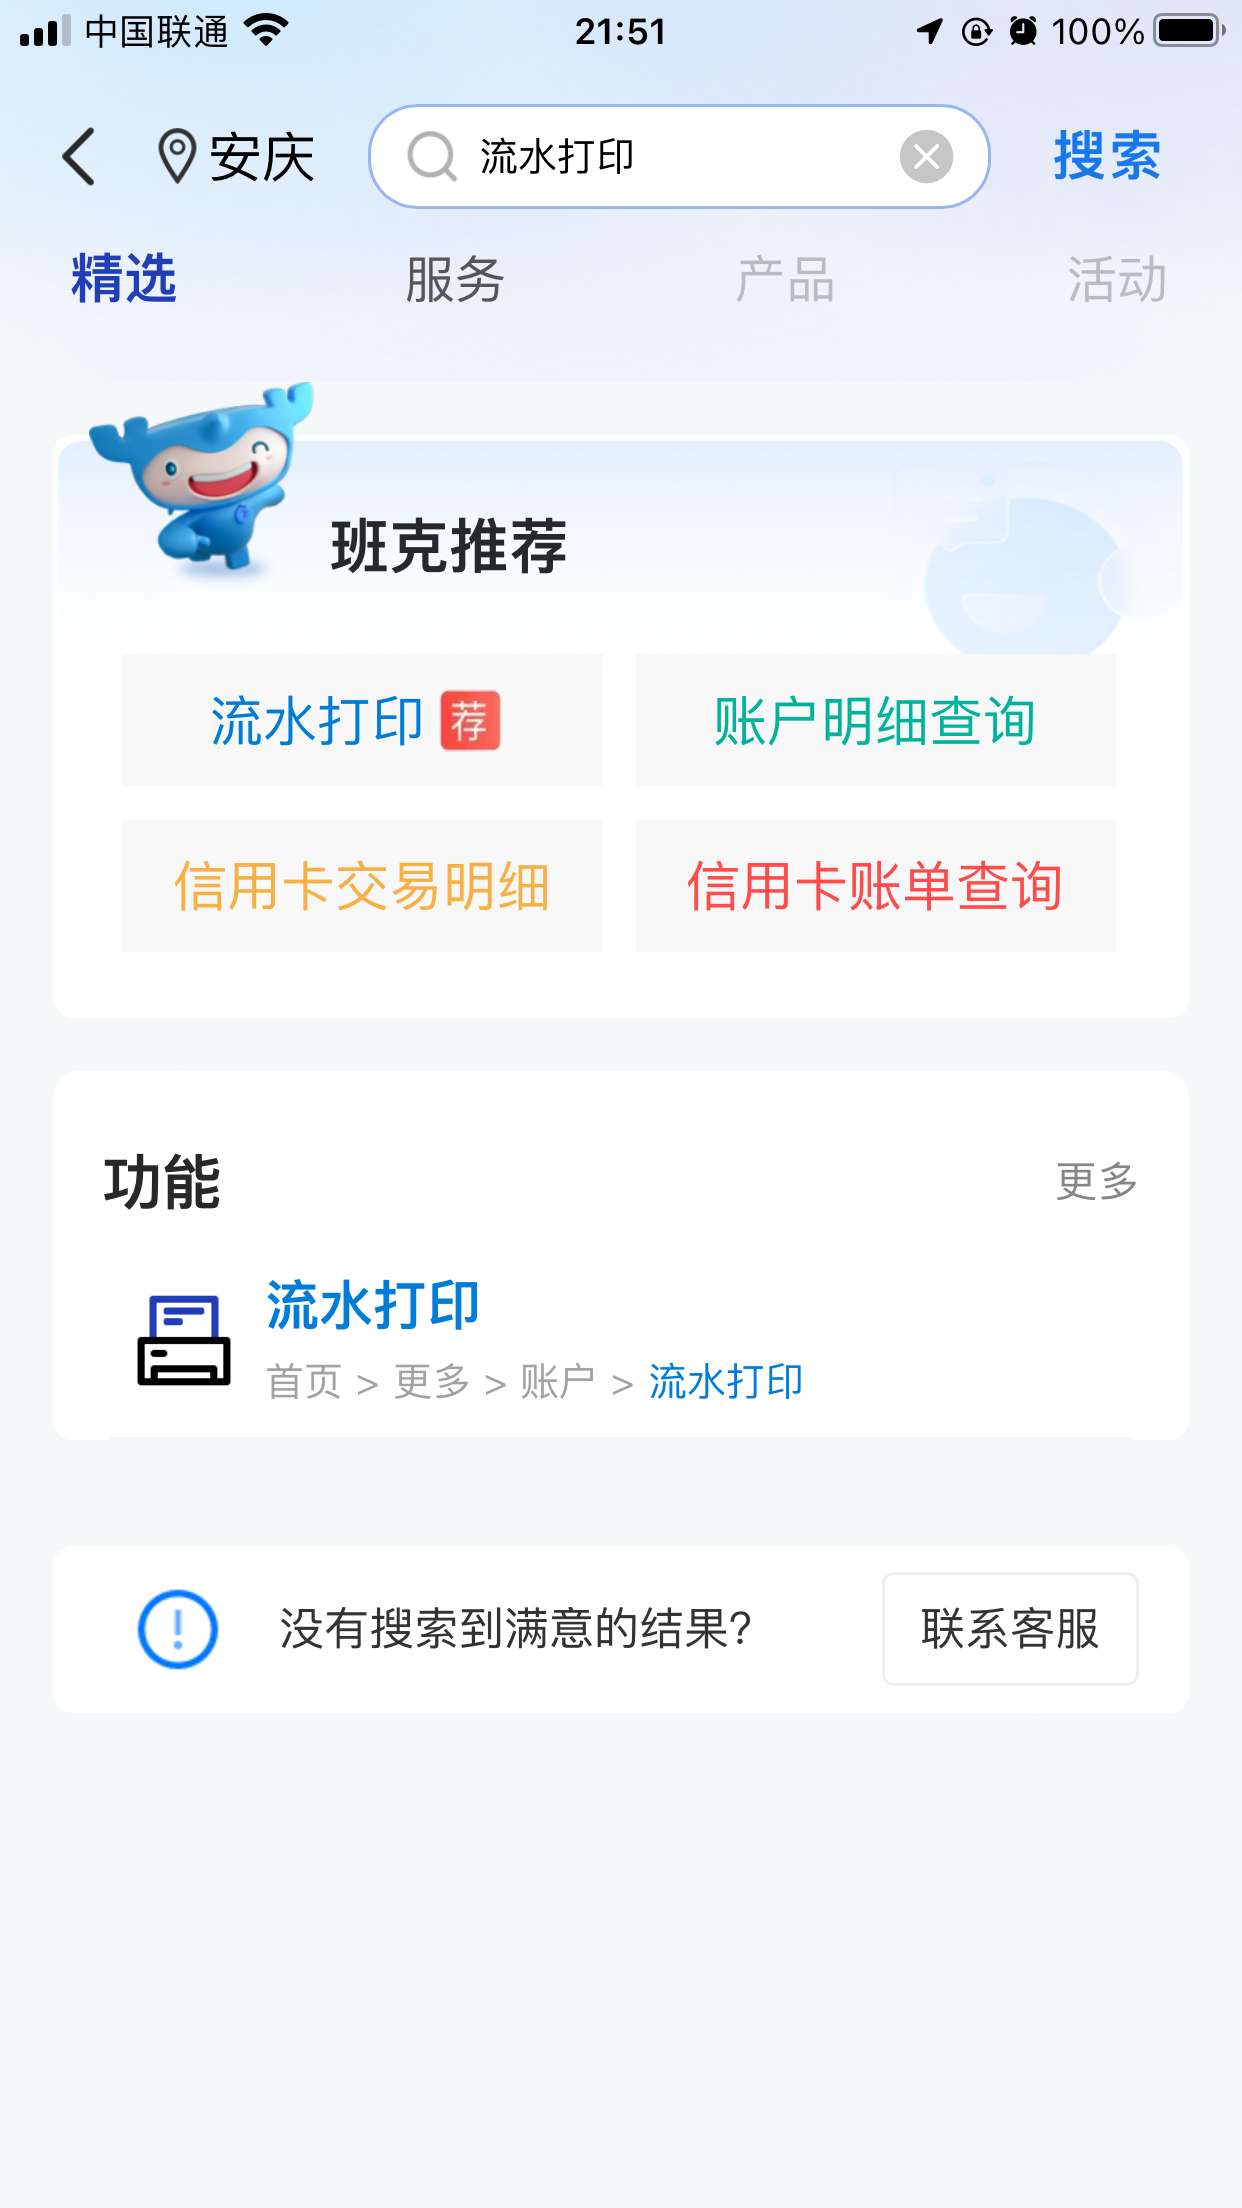 中国联通 21:51 100%
安庆 流水打印 搜索
精选 服务 产品 活动
班克推荐
流水打印 荐 账户明细查询
信用卡交易明细 信用卡账单查询
功能 更多
流水打印
首页 > 更多 > 账户 > 流水打印
没有搜索到满意的结果? 联系客服